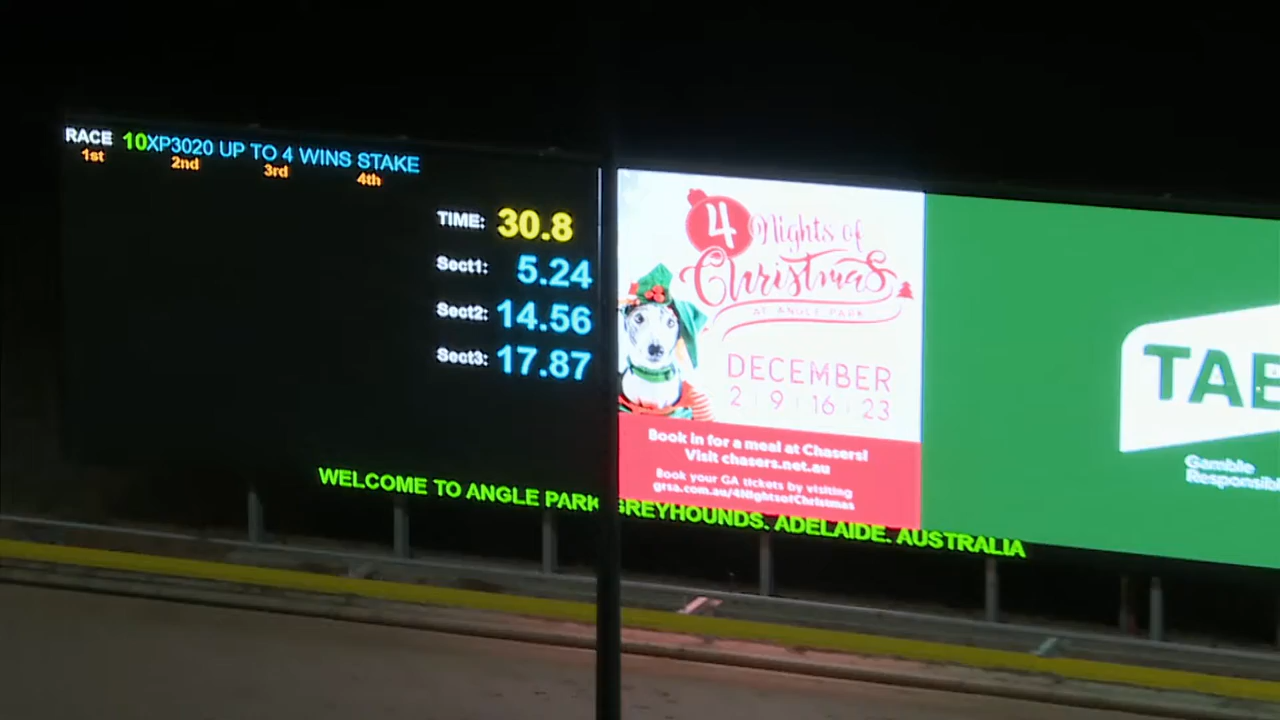 RACE 10XP3020 UP TO 4 WINS STAKE
1st 2nd 3rd 4th
TIME: 30.8
Sect1: 5.24
Sect2: 14.56
Sect3: 17.87
4 Nights of
Christmas
AT ANGLE PARK
DECEMBER
2 | 9 | 16 | 23
Book in for a meal at Chasers!
Visit chasers.net.au
Book your GA tickets by visiting
grsa.com.au/4NightsofChristmas
TAB
Gamble
Responsibl
WELCOME TO ANGLE PARK GREYHOUNDS. ADELAIDE. AUSTRALIA